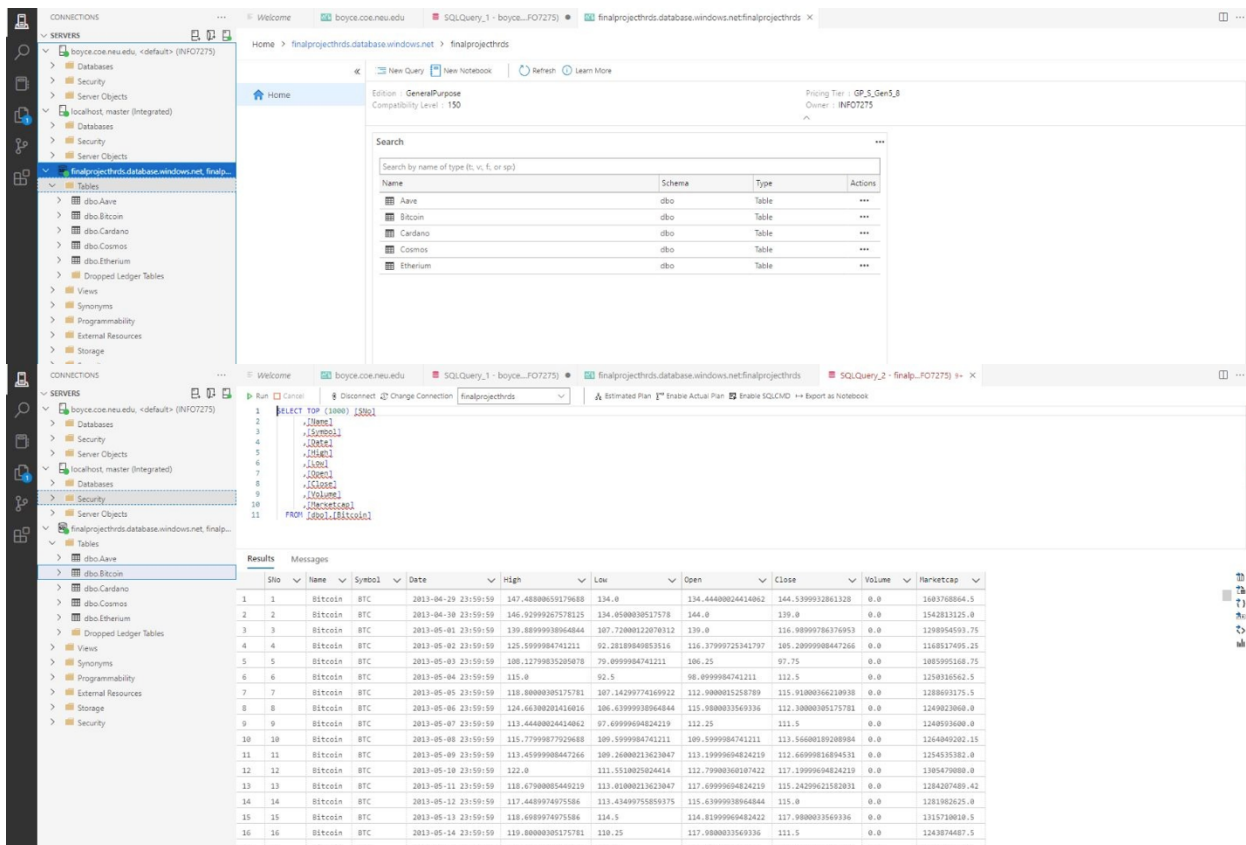 CONNECTIONS ...
Welcome boyce.coe.neu.edu SQLQuery_1 - boyce...FO7275) finalprojecthrds.database.windows.net:finalprojecthrds
SERVERS
boyce.coe.neu.edu, <default> (INFO7275)
Databases
Security
Server Objects
localhost, master (Integrated)
Databases
Security
Server Objects
finalprojecthrds.database.windows.net, finalp...
Tables
dbo.Aave
dbo.Bitcoin
dbo.Cardano
dbo.Cosmos
dbo.Etherium
Dropped Ledger Tables
Views
Synonyms
Programmability
External Resources
Storage
Home > finalprojecthrds.database.windows.net > finalprojecthrds
New Query New Notebook Refresh Learn More
Home
Edition : GeneralPurpose Pricing Tier : GP_S_Gen5_8
Compatibility Level : 150 Owner : INFO7275
Search ...
Search by name of type (t:, v:, f:, or sp:)
Name Schema Type Actions
Aave dbo Table ...
Bitcoin dbo Table ...
Cardano dbo Table ...
Cosmos dbo Table ...
Etherium dbo Table ...
CONNECTIONS ...
Welcome boyce.coe.neu.edu SQLQuery_1 - boyce...FO7275) finalprojecthrds.database.windows.net:finalprojecthrds SQLQuery_2 - finalp...FO7275)
SERVERS
boyce.coe.neu.edu, <default> (INFO7275)
Databases
Security
Server Objects
localhost, master (Integrated)
Databases
Security
Server Objects
finalprojecthrds.database.windows.net, finalp...
Tables
dbo.Aave
dbo.Bitcoin
dbo.Cardano
dbo.Cosmos
dbo.Etherium
Dropped Ledger Tables
Views
Synonyms
Programmability
External Resources
Storage
Security
Run Cancel Disconnect Change Connection finalprojecthrds Estimated Plan Enable Actual Plan Enable SQLCMD Export as Notebook
1 SELECT TOP (1000) [SNo]
2 ,[Name]
3 ,[Symbol]
4 ,[Date]
5 ,[High]
6 ,[Low]
7 ,[Open]
8 ,[Close]
9 ,[Volume]
10 ,[Marketcap]
11 FROM [dbo].[Bitcoin]
Results Messages
SNo Name Symbol Date High Low Open Close Volume Marketcap
1 1 Bitcoin BTC 2013-04-29 23:59:59 147.48800659179688 134.0 134.44400024414062 144.5399932861328 0.0 1603768864.5
2 2 Bitcoin BTC 2013-04-30 23:59:59 146.92999267578125 134.0500030517578 144.0 139.0 0.0 1542813125.0
3 3 Bitcoin BTC 2013-05-01 23:59:59 139.88999938964844 107.72000122070312 139.0 116.98999786376953 0.0 1298954593.75
4 4 Bitcoin BTC 2013-05-02 23:59:59 125.5999984741211 92.28189849853516 116.37999725341797 105.20999908447266 0.0 1168517495.25
5 5 Bitcoin BTC 2013-05-03 23:59:59 108.12799835205078 79.0999984741211 106.25 97.75 0.0 1085995168.75
6 6 Bitcoin BTC 2013-05-04 23:59:59 115.0 92.5 98.0999984741211 112.5 0.0 1250316562.5
7 7 Bitcoin BTC 2013-05-05 23:59:59 118.80000305175781 107.14299774169922 112.9000015258789 115.91000366210938 0.0 1288693175.5
8 8 Bitcoin BTC 2013-05-06 23:59:59 124.66300201416016 106.63999938964844 115.9800033569336 112.30000305175781 0.0 1249023060.0
9 9 Bitcoin BTC 2013-05-07 23:59:59 113.44400024414062 97.69999694824219 112.25 111.5 0.0 1240593600.0
10 10 Bitcoin BTC 2013-05-08 23:59:59 115.77999877929688 109.5999984741211 109.5999984741211 113.56600189208984 0.0 1264049202.15
11 11 Bitcoin BTC 2013-05-09 23:59:59 113.45999908447266 109.26000213623047 113.19999694824219 112.66999816894531 0.0 1254535382.0
12 12 Bitcoin BTC 2013-05-10 23:59:59 122.0 111.5510025024414 112.79900360107422 117.19999694824219 0.0 1305479080.0
13 13 Bitcoin BTC 2013-05-11 23:59:59 118.67900085449219 113.01000213623047 117.69999694824219 115.24299621582031 0.0 1284207489.42
14 14 Bitcoin BTC 2013-05-12 23:59:59 117.4489974975586 113.43499755859375 115.63999938964844 115.0 0.0 1281982625.0
15 15 Bitcoin BTC 2013-05-13 23:59:59 118.6989974975586 114.5 114.81999969482422 117.9800033569336 0.0 1315710010.5
16 16 Bitcoin BTC 2013-05-14 23:59:59 119.80000305175781 110.25 117.9800033569336 111.5 0.0 1243874487.5